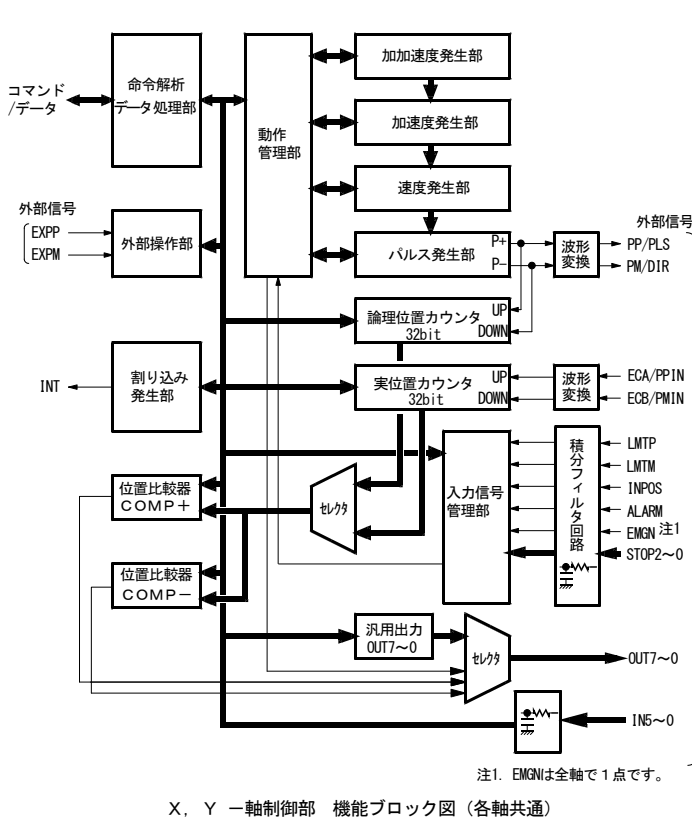 コマンド
/データ
命令解析
データ処理部
動作
管理部
加加速度発生部
加速度発生部
速度発生部
パルス発生部
P+
P-
波形
変換
外部信号
PP/PLS
PM/DIR
外部信号
EXPP
EXPM
外部操作部
論理位置カウンタ
32bit
UP
DOWN
INT
割り込み
発生部
実位置カウンタ
32bit
UP
DOWN
波形
変換
ECA/PPIN
ECB/PMIN
位置比較器
COMP+
位置比較器
COMP-
セレクタ
入力信号
管理部
積分フィルタ回路
LMTP
LMTM
INPOS
ALARM
EMGN 注1
STOP2~0
汎用出力
OUT7~0
セレクタ
OUT7~0
IN5~0
注1. EMGNは全軸で1点です。
X, Y 一軸制御部 機能ブロック図(各軸共通)